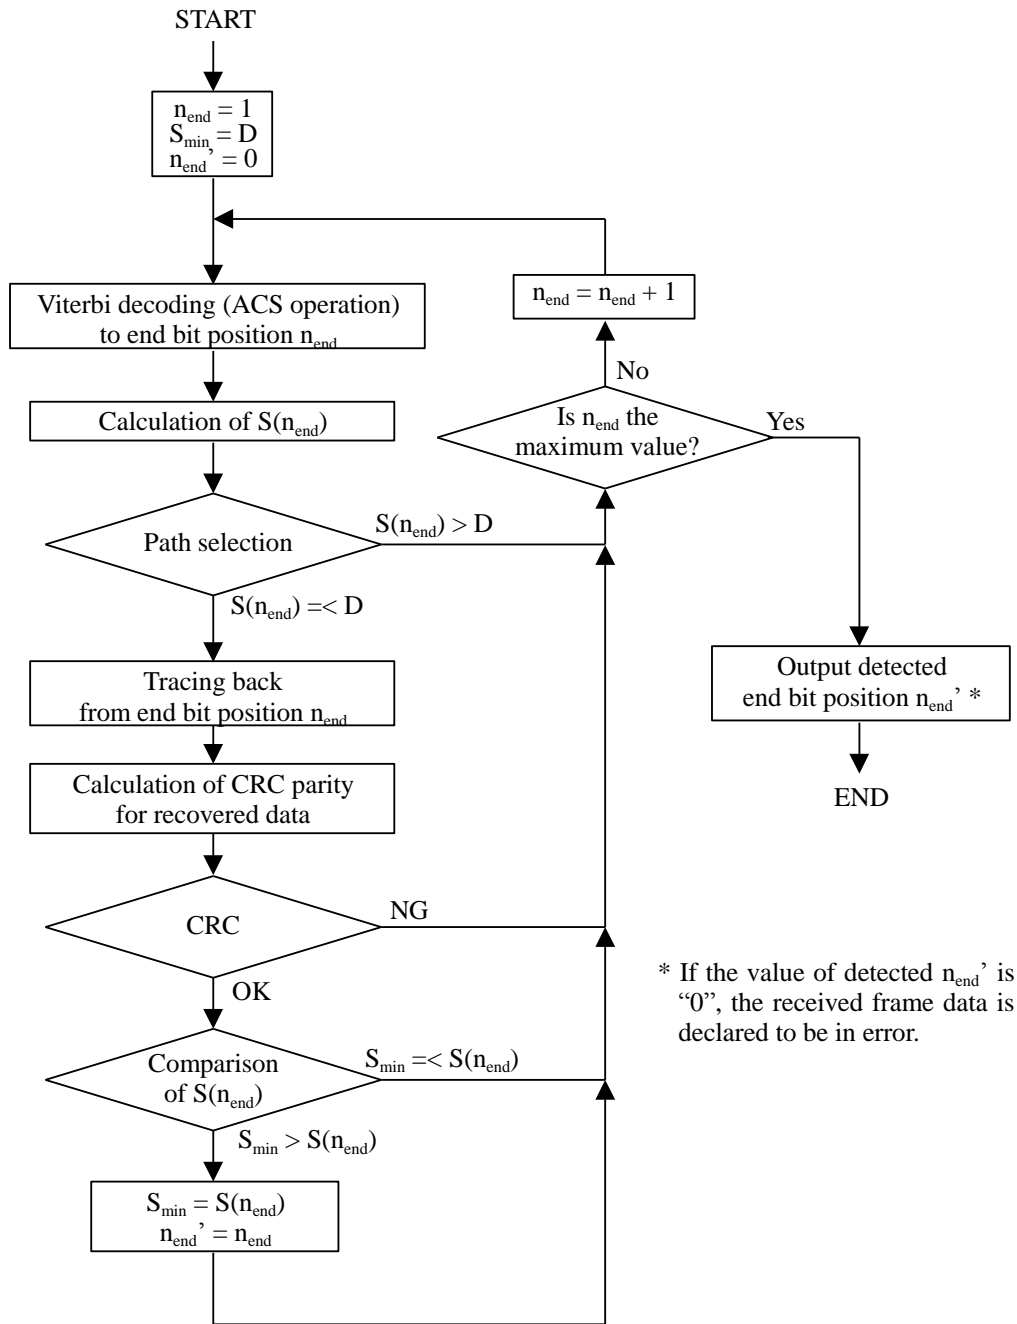 START
n_end = 1
S_min = D
n_end’ = 0
Viterbi decoding (ACS operation)
to end bit position n_end
n_end = n_end + 1
No
Calculation of S(n_end)
Is n_end the
maximum value?
Yes
Path selection
S(n_end) > D
S(n_end) =< D
Tracing back
from end bit position n_end
Output detected
end bit position n_end’ *
Calculation of CRC parity
for recovered data
END
CRC
NG
OK
* If the value of detected n_end’ is
“0”, the received frame data is
declared to be in error.
Comparison
of S(n_end)
S_min =< S(n_end)
S_min > S(n_end)
S_min = S(n_end)
n_end’ = n_end